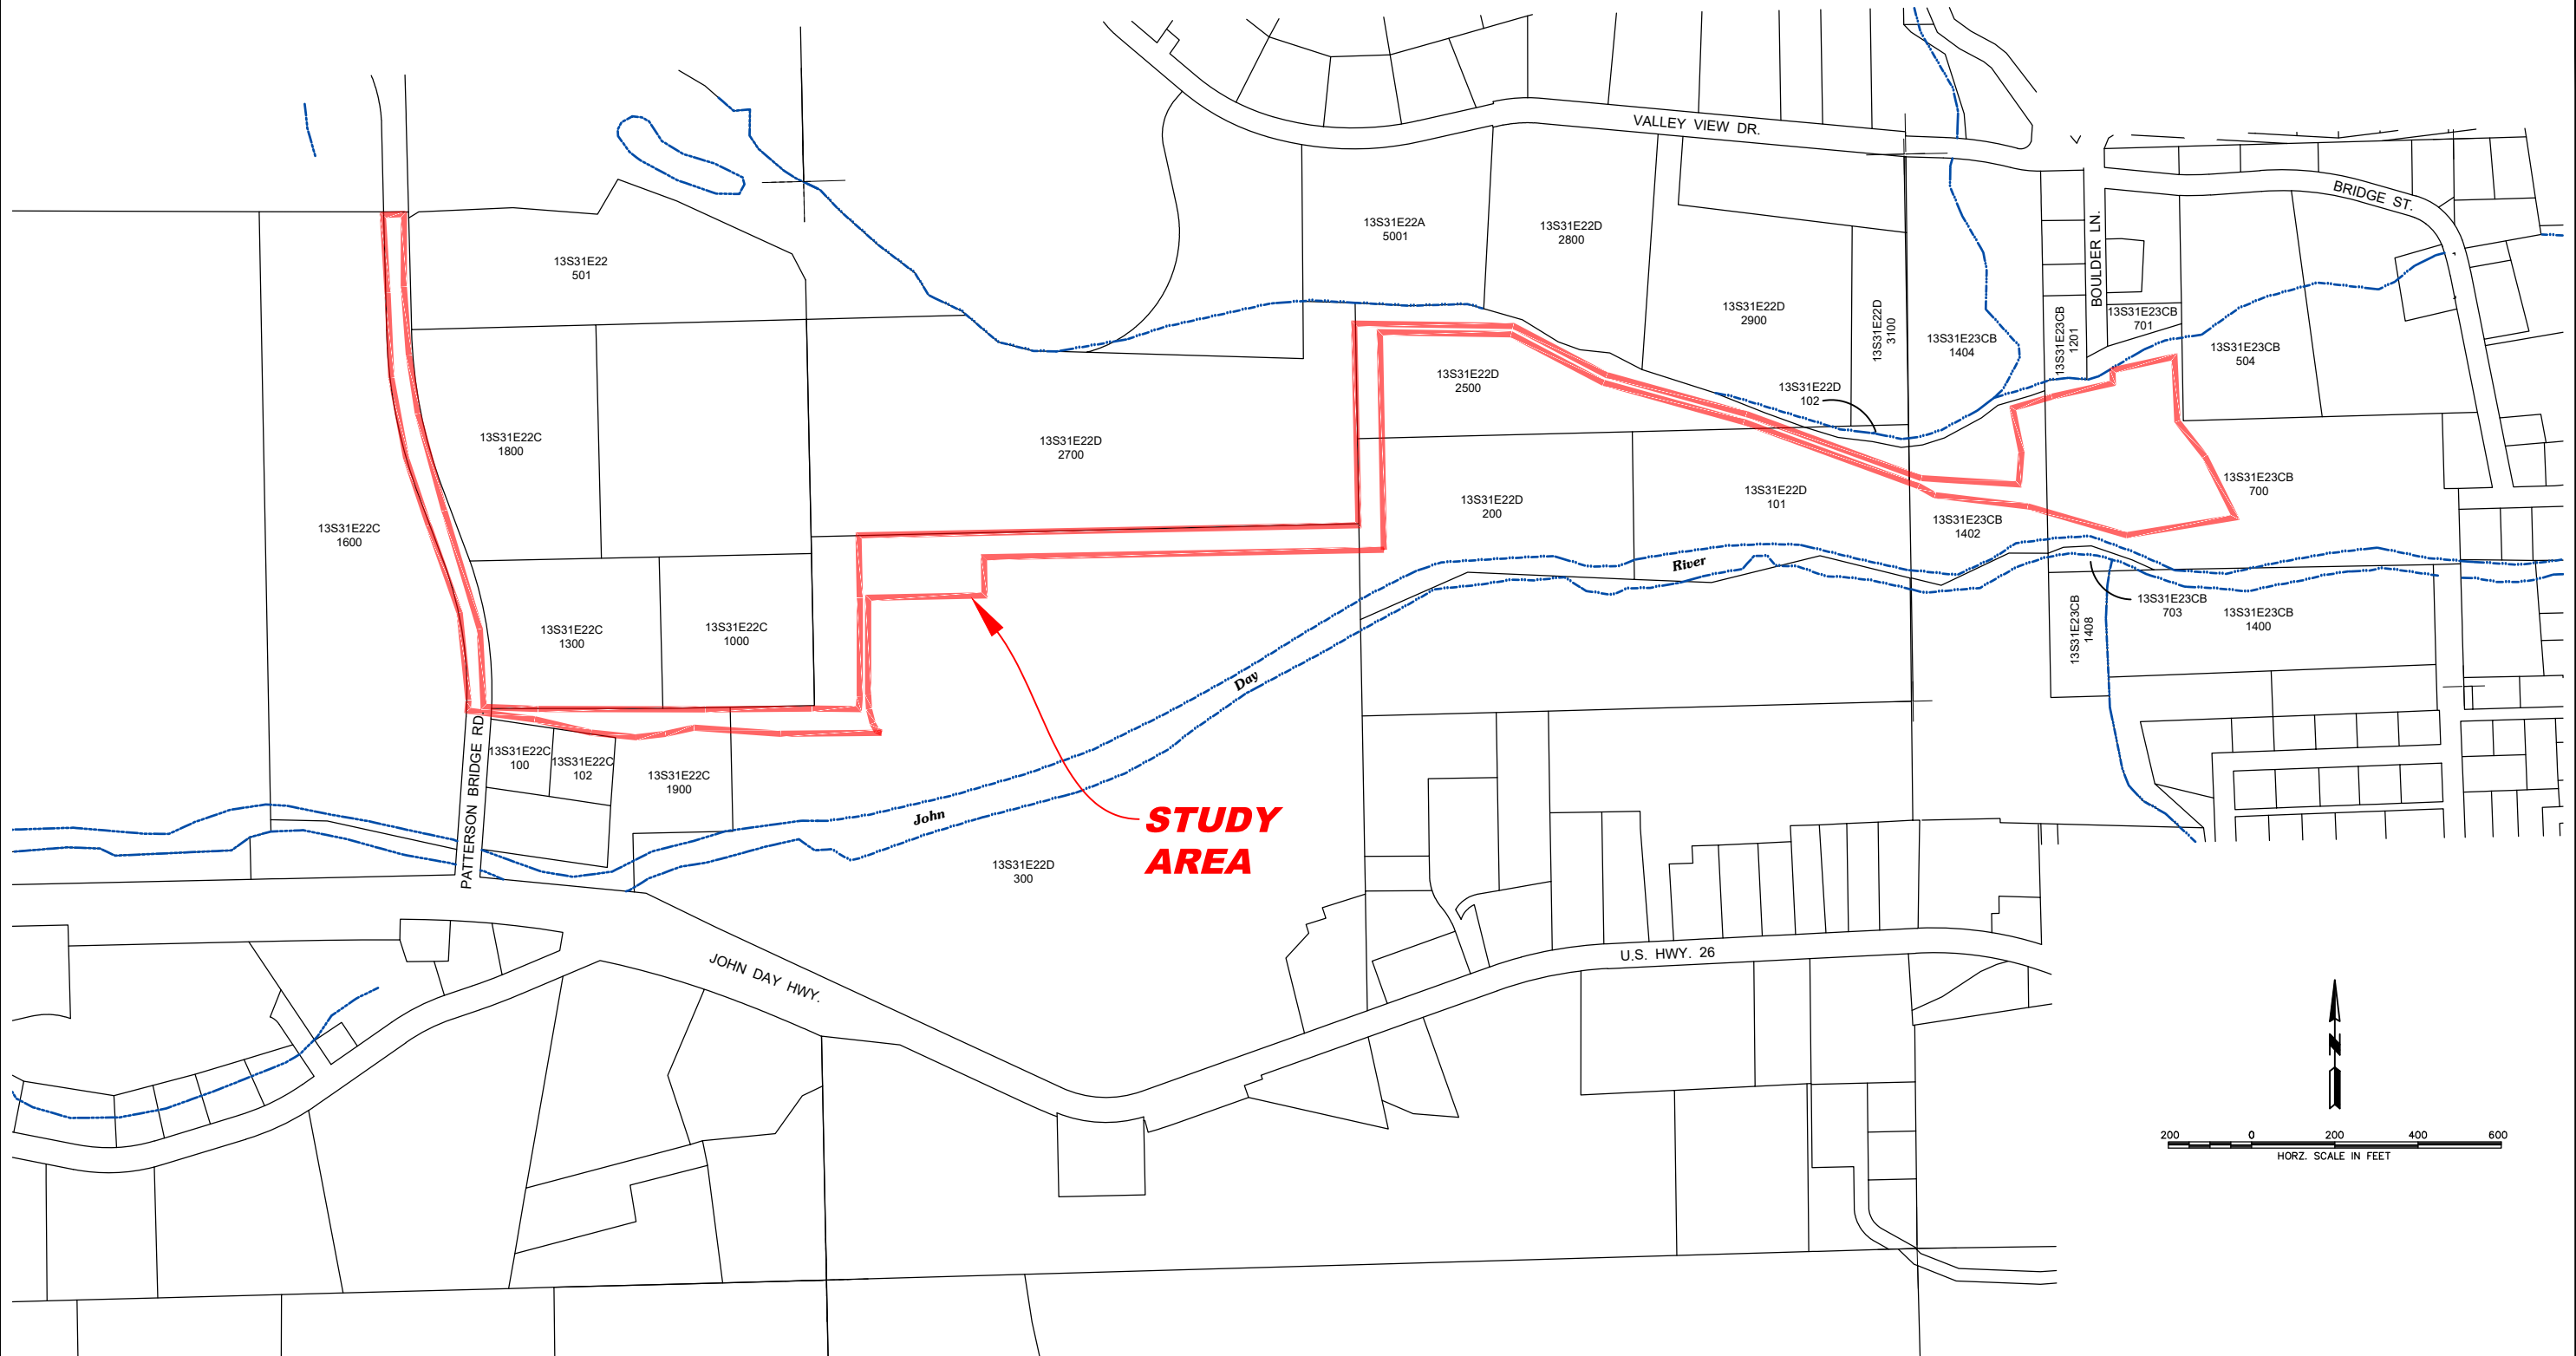 VALLEY VIEW DR.
BRIDGE ST.
BOULDER LN.
13S31E22A
5001
13S31E22D
2800
13S31E22
501
13S31E22D
2900
13S31E22D
3100
13S31E23CB
1404
13S31E23CB
1201
13S31E23CB
701
13S31E23CB
504
13S31E22D
2500
13S31E22D
102
13S31E22C
1800
13S31E22D
2700
13S31E22D
200
13S31E22D
101
13S31E23CB
700
13S31E22C
1600
13S31E23CB
1402
River
13S31E22C
1300
13S31E22C
1000
13S31E23CB
1408
13S31E23CB
703
13S31E23CB
1400
Day
PATTERSON BRIDGE RD.
13S31E22C
100
13S31E22C
102
13S31E22C
1900
John
STUDY
AREA
13S31E22D
300
JOHN DAY HWY.
U.S. HWY. 26
N
200 0 200 400 600
HORZ. SCALE IN FEET